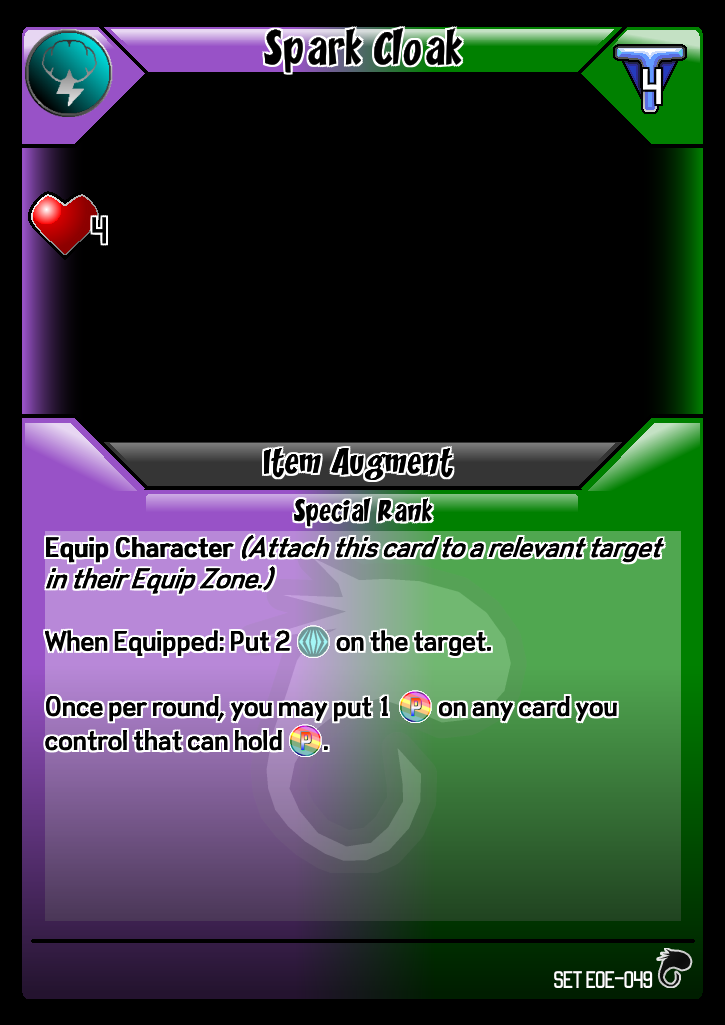 Spark Cloak
4
4
Item Augment
Special Rank
Equip Character (Attach this card to a relevant target
in their Equip Zone.)
When Equipped: Put 2 on the target.
Once per round, you may put 1 P on any card you
control that can hold P.
SET EOE-049